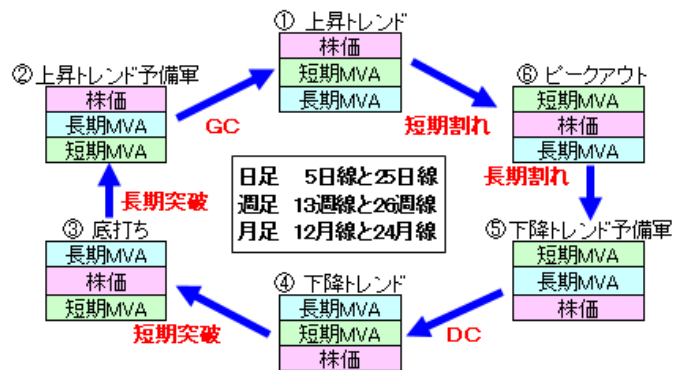 ① 上昇トレンド
株価
短期MVA
長期MVA
② 上昇トレンド予備軍
株価
長期MVA
短期MVA
GC
短期割れ
⑥ ピークアウト
短期MVA
株価
長期MVA
日足 5日線と25日線
週足 13週線と26週線
月足 12月線と24月線
長期突破
長期割れ
③ 底打ち
長期MVA
株価
短期MVA
④ 下降トレンド
長期MVA
短期MVA
株価
⑤下降トレンド予備軍
短期MVA
長期MVA
株価
短期突破
DC